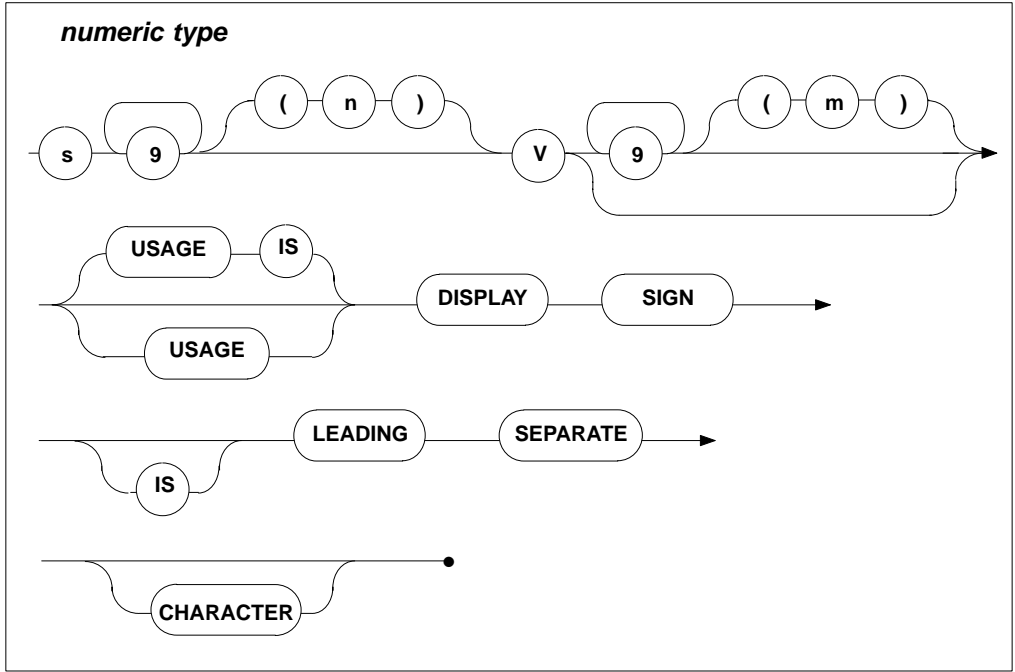 numeric type
( n ) ( m )
s 9 V 9
USAGE IS
DISPLAY SIGN
USAGE
LEADING SEPARATE
IS
CHARACTER